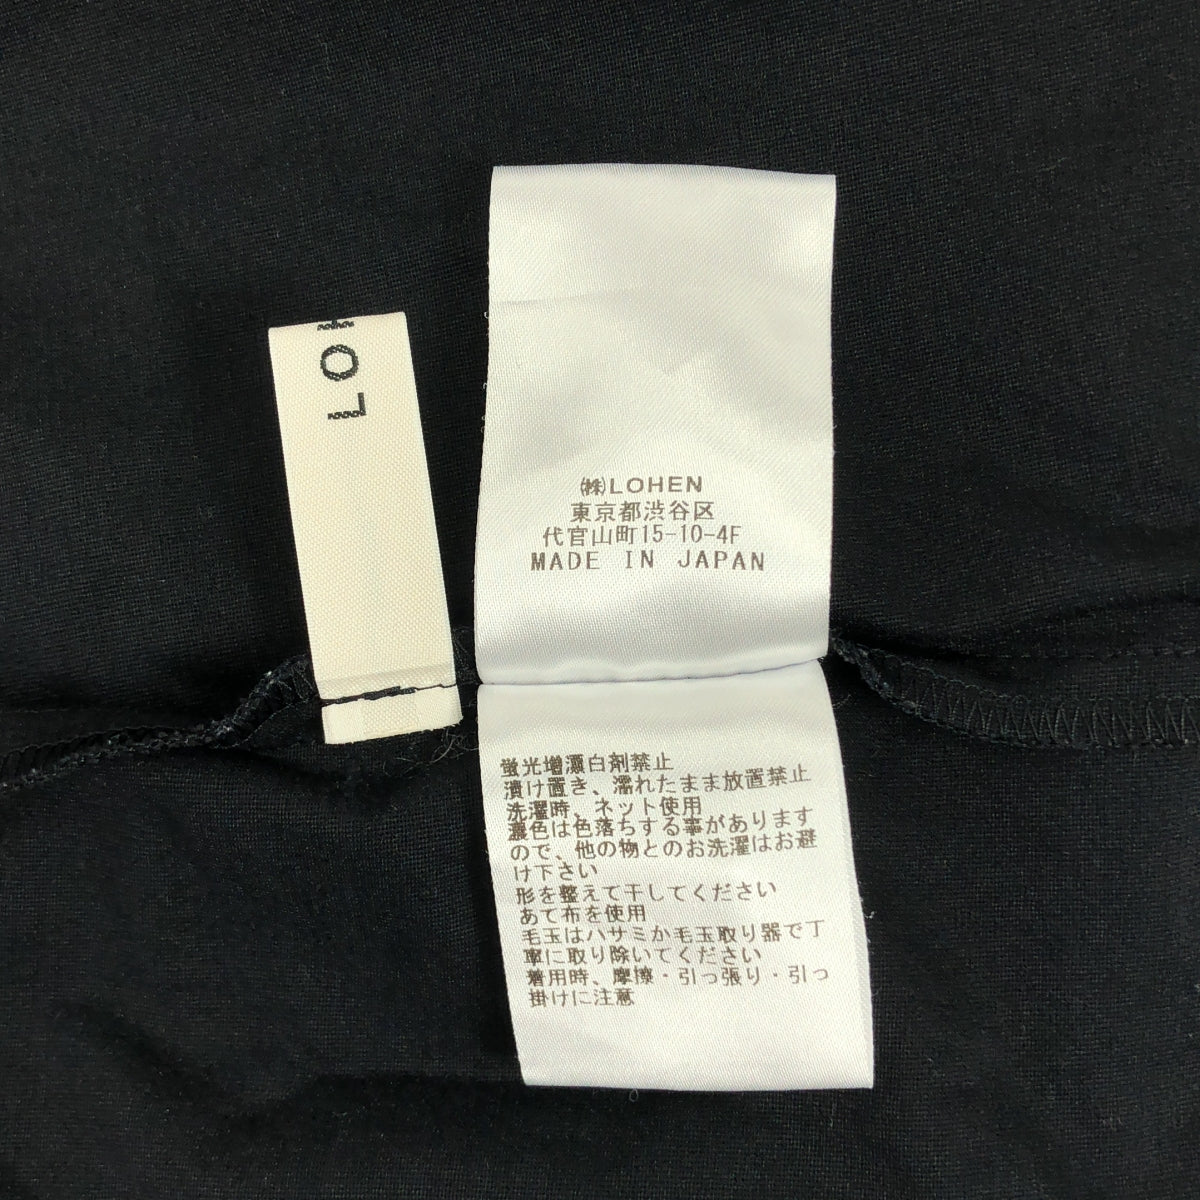 LO
㈱LOHEN
東京都渋谷区
代官山町15-10-4F
MADE IN JAPAN
蛍光増漂白剤禁止
漬け置き、濡れたまま放置禁止
洗濯時、ネット使用
濃色は色落ちする事があります
ので、他の物とのお洗濯はお避
け下さい
形を整えて干してください
あて布を使用
毛玉はハサミか毛玉取り器で丁
寧に取り除いてください
着用時、摩擦・引っ張り・引っ
掛けに注意